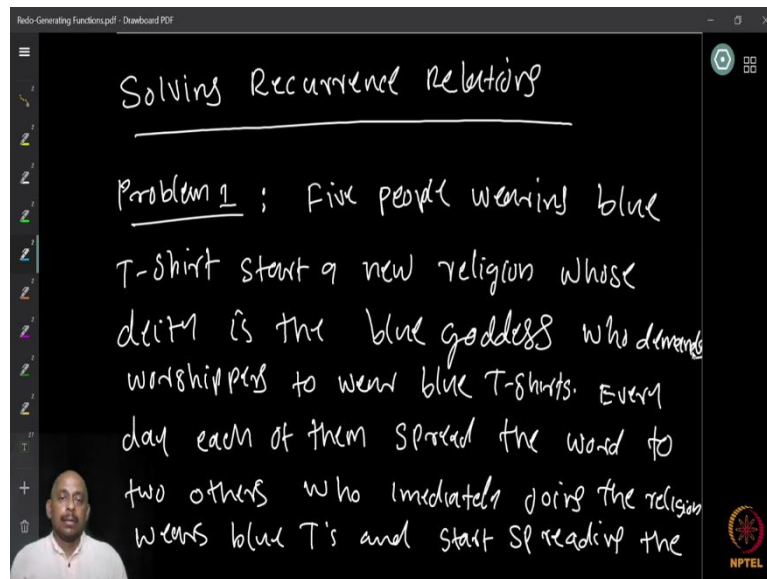 Redo-Generating Functions.pdf - Drawboard PDF
Solving Recurrence Relations
Problem 1 : Five people wearing blue
T-shirt start a new religion whose
deity is the blue goddess who demands
worshippers to wear blue T-shirts. Every
day each of them spread the word to
two others who imediately joins the religion
wears blue T's and start spreading the
NPTEL